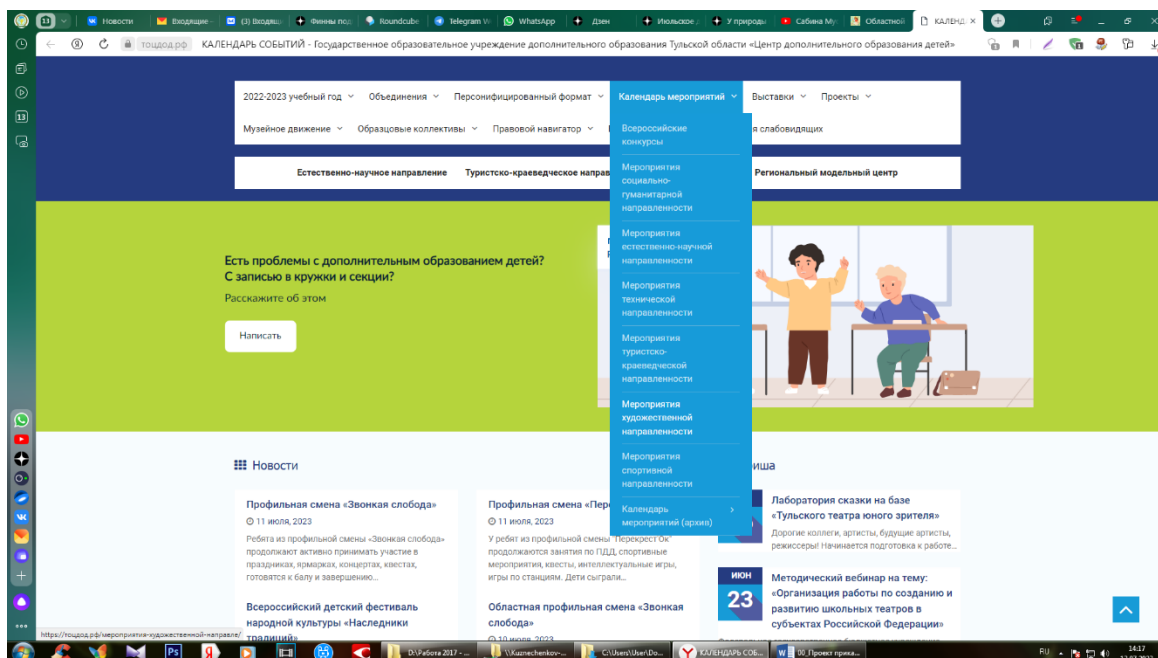 13
Новости
Входящие -
(3) Входящ
Финны под
Roundcube
Telegram W
WhatsApp
Дзен
Июльское
У природы
Сабина Му
Областной
КАЛЕНД
тоцдод.рф КАЛЕНДАРЬ СОБЫТИЙ - Государственное образовательное учреждение дополнительного образования Тульской области «Центр дополнительного образования детей»
13
2022-2023 учебный год
Объединения
Персонифицированный формат
Календарь мероприятий
Выставки
Проекты
Музейное движение
Образцовые коллективы
Правовой навигатор
я слабовидящих
Естественно-научное направление
Туристско-краеведческое направ
Региональный модельный центр
Всероссийские
конкурсы
Мероприятия
социально-
гуманитарной
направленности
Мероприятия
естественно-научной
направленности
Мероприятия
технической
направленности
Мероприятия
туристско-
краеведческой
направленности
Мероприятия
художественной
направленности
Мероприятия
спортивной
направленности
Календарь
мероприятий (архив)
Есть проблемы с дополнительным образованием детей?
С записью в кружки и секции?
Расскажите об этом
Написать
Новости
Профильная смена «Звонкая слобода»
11 июля, 2023
Ребята из профильной смены «Звонкая слобода»
продолжают активно принимать участие в
праздниках, ярмарках, концертах, квестах,
готовятся к балу и завершению...
Всероссийский детский фестиваль
народной культуры «Наследники
традиций»
Профильная смена «Пере
11 июля, 2023
У ребят из профильной смены "ПерекрестОк"
продолжаются занятия по ПДД, спортивные
мероприятия, квесты, интеллектуальные игры,
игры по станциям. Дети сыграли...
Областная профильная смена «Звонкая
слобода»
10 июля, 2023
иша
Лаборатория сказки на базе
«Тульского театра юного зрителя»
Дорогие коллеги, артисты, будущие артисты,
режиссеры! Начинается подготовка к работе...
ИЮН
23
Методический вебинар на тему:
«Организация работы по созданию и
развитию школьных театров в
субъектах Российской Федерации»
https://тоцдод.рф/мероприятия-художественной-направле/
Ps
D:\Работа 2017 - ...
\\Kuznechenkov-...
C:\Users\User\Do...
КАЛЕНДАРЬ СОБ...
00_Проект прика...
RU
14:17